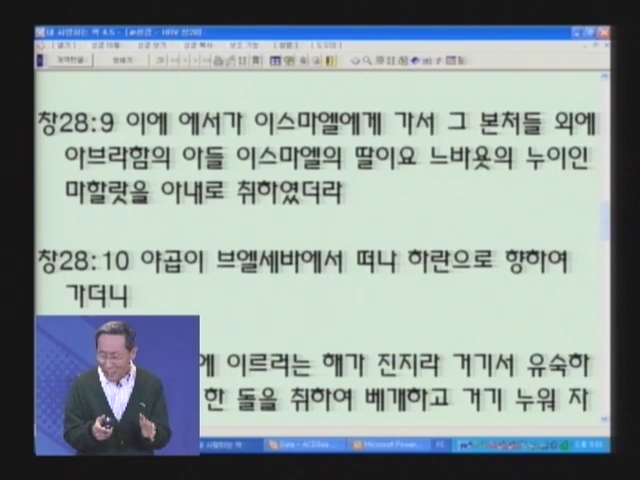 창28:9 이에 에서가 이스마엘에게 가서 그 본처들 외에
아브라함의 아들 이스마엘의 딸이요 느바욧의 누이인
마할랏을 아내로 취하였더라
창28:10 야곱이 브엘세바에서 떠나 하란으로 향하여
가더니
에 이르러는 해가 진지라 거기서 유숙하
한 돌을 취하여 베개하고 거기 누워 자